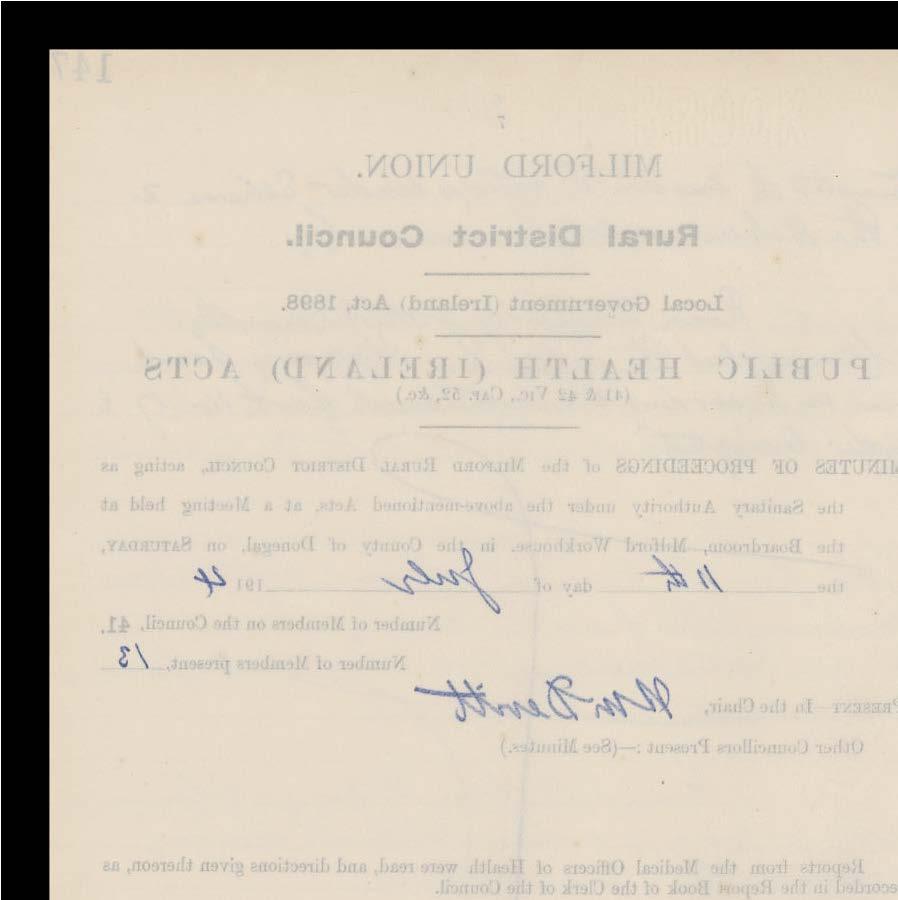 147
7
MILFORD UNION.
Rural District Council.
Local Government (Ireland) Act, 1898.
PUBLIC HEALTH (IRELAND) ACTS
(41 & 42 VIC., CAP. 52, &c.)
MINUTES OF PROCEEDINGS of the MILFORD RURAL DISTRICT COUNCIL, acting as
the Sanitary Authority under the above-mentioned Acts, at a Meeting held at
the Boardroom, Milford Workhouse, in the County of Donegal, on SATURDAY,
the 11th day of July 1914
Number of Members on the Council, 41.
Number of Members present, 13
PRESENT—In the Chair,
Other Councillors Present :—(See Minutes.)
Reports from the Medical Officers of Health were read, and directions given thereon, as
recorded in the Report Book of the Clerk of the Council.